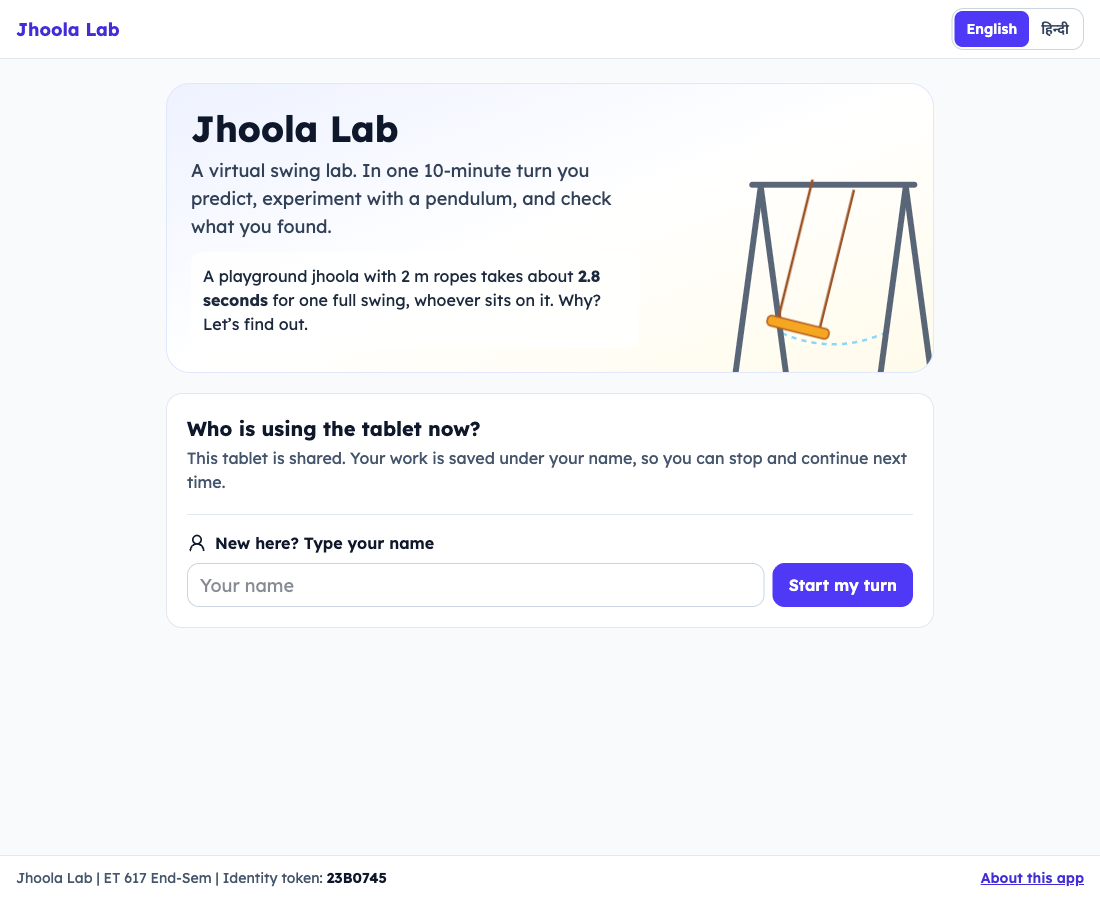 Jhoola Lab
English
हिन्दी
Jhoola Lab
A virtual swing lab. In one 10-minute turn you
predict, experiment with a pendulum, and check
what you found.
A playground jhoola with 2 m ropes takes about 2.8
seconds for one full swing, whoever sits on it. Why?
Let’s find out.
Who is using the tablet now?
This tablet is shared. Your work is saved under your name, so you can stop and continue next
time.
New here? Type your name
Your name
Start my turn
Jhoola Lab | ET 617 End-Sem | Identity token: 23B0745
About this app